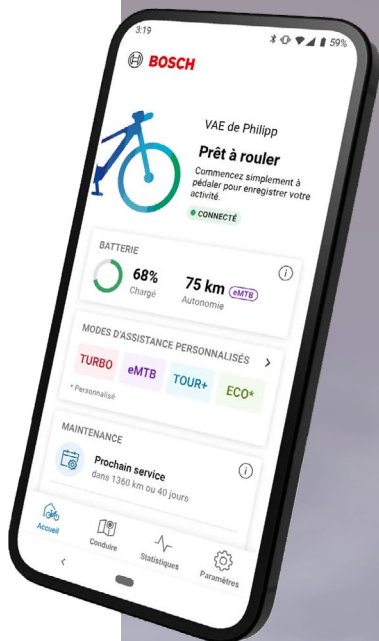 3:19
59%
BOSCH
VAE de Philipp
Prêt à rouler
Commencez simplement à
pédaler pour enregistrer votre
activité.
CONNECTÉ
BATTERIE
68%
Chargé
75 km eMTB
Autonomie
MODES D'ASSISTANCE PERSONNALISÉS
TURBO eMTB TOUR+ ECO*
* Personnalisé
MAINTENANCE
Prochain service
dans 1360 km ou 40 jours
Accueil Conduire Statistiques Paramètres